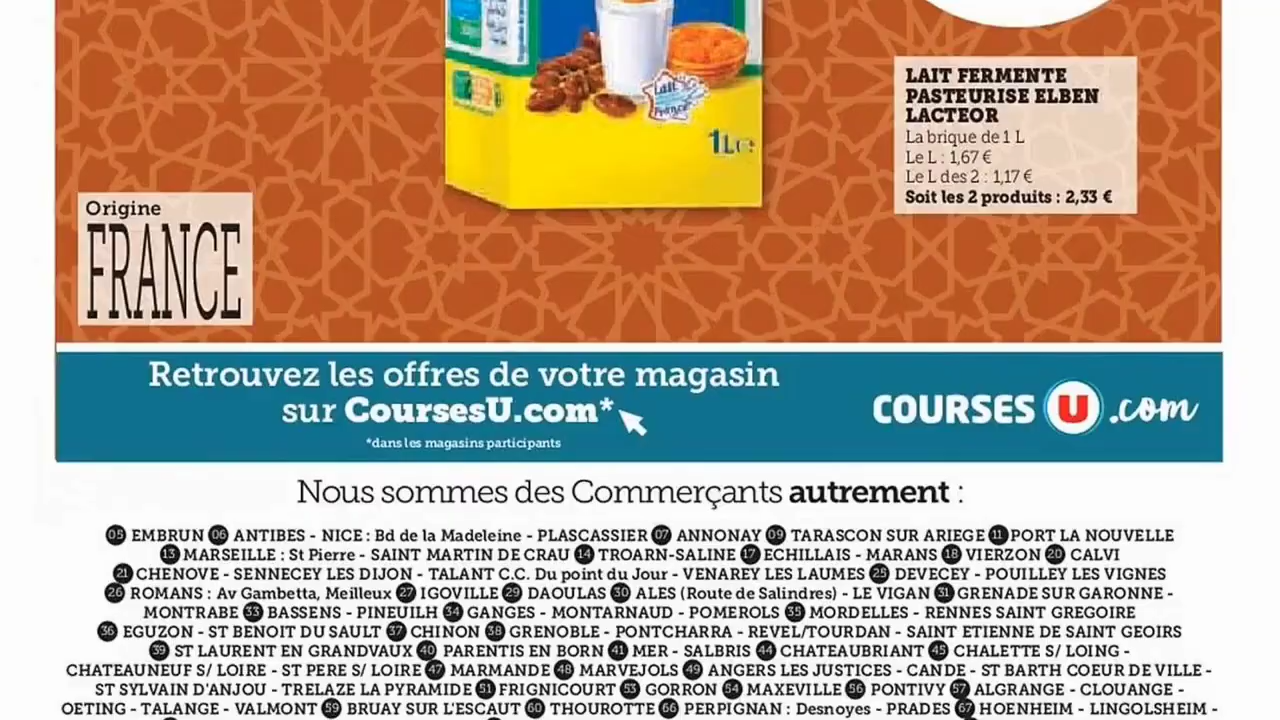 Lait
France
1L℮
LAIT FERMENTE
PASTEURISE ELBEN
LACTEOR
La brique de 1 L
Le L : 1,67 €
Le L des 2 : 1,17 €
Soit les 2 produits : 2,33 €
Origine
FRANCE
Retrouvez les offres de votre magasin
sur CoursesU.com*
*dans les magasins participants
COURSES U .com
Nous sommes des Commerçants autrement :
05 EMBRUN 06 ANTIBES - NICE : Bd de la Madeleine - PLASCASSIER 07 ANNONAY 09 TARASCON SUR ARIEGE 11 PORT LA NOUVELLE
13 MARSEILLE : St Pierre - SAINT MARTIN DE CRAU 14 TROARN-SALINE 17 ECHILLAIS - MARANS 18 VIERZON 20 CALVI
21 CHENOVE - SENNECEY LES DIJON - TALANT C.C. Du point du Jour - VENAREY LES LAUMES 25 DEVECEY - POUILLEY LES VIGNES
26 ROMANS : Av Gambetta, Meilleux 27 IGOVILLE 29 DAOULAS 30 ALES (Route de Salindres) - LE VIGAN 31 GRENADE SUR GARONNE -
MONTRABE 33 BASSENS - PINEUILH 34 GANGES - MONTARNAUD - POMEROLS 35 MORDELLES - RENNES SAINT GREGOIRE
36 EGUZON - ST BENOIT DU SAULT 37 CHINON 38 GRENOBLE - PONTCHARRA - REVEL/TOURDAN - SAINT ETIENNE DE SAINT GEOIRS
39 ST LAURENT EN GRANDVAUX 40 PARENTIS EN BORN 41 MER - SALBRIS 44 CHATEAUBRIANT 45 CHALETTE S/ LOING -
CHATEAUNEUF S/ LOIRE - ST PERE S/ LOIRE 47 MARMANDE 48 MARVEJOLS 49 ANGERS LES JUSTICES - CANDE - ST BARTH COEUR DE VILLE -
ST SYLVAIN D'ANJOU - TRELAZE LA PYRAMIDE 51 FRIGNICOURT 53 GORRON 54 MAXEVILLE 56 PONTIVY 57 ALGRANGE - CLOUANGE -
OETING - TALANGE - VALMONT 59 BRUAY SUR L'ESCAUT 60 THOUROTTE 66 PERPIGNAN : Desnoyes - PRADES 67 HOENHEIM - LINGOLSHEIM -